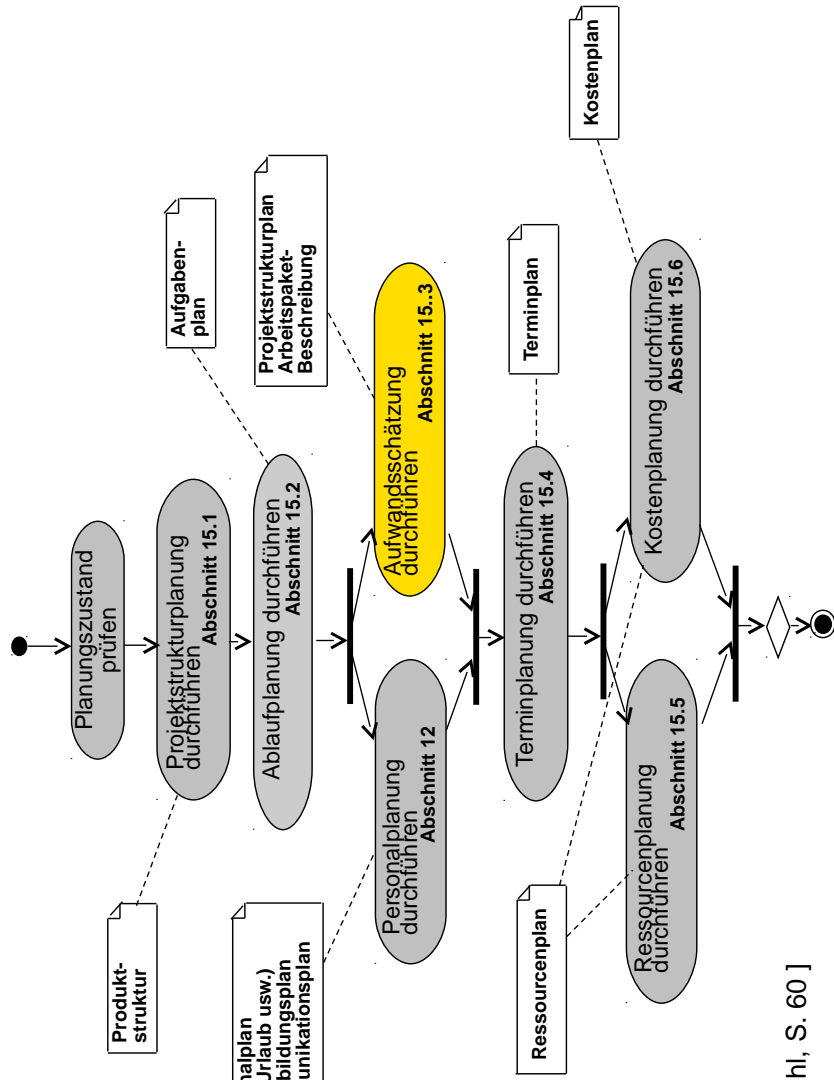 Planungszustand
prüfen
Produkt-
struktur
Projektstrukturplanung
durchführen
Abschnitt 15.1
Aufgaben-
plan
Ablaufplanung durchführen
Abschnitt 15.2
Urlaub usw.)
Personalplanung
durchführen
Abschnitt 12
Projektstrukturplan
Arbeitspaket-
Beschreibung
Aufwandsschätzung
durchführen
Abschnitt 15..3
Terminplan
Terminplanung durchführen
Abschnitt 15.4
Ressourcenplan
Ressourcenplanung
durchführen
Abschnitt 15.5
Kostenplan
Kostenplanung durchführen
Abschnitt 15.6
hl, S. 60 ]